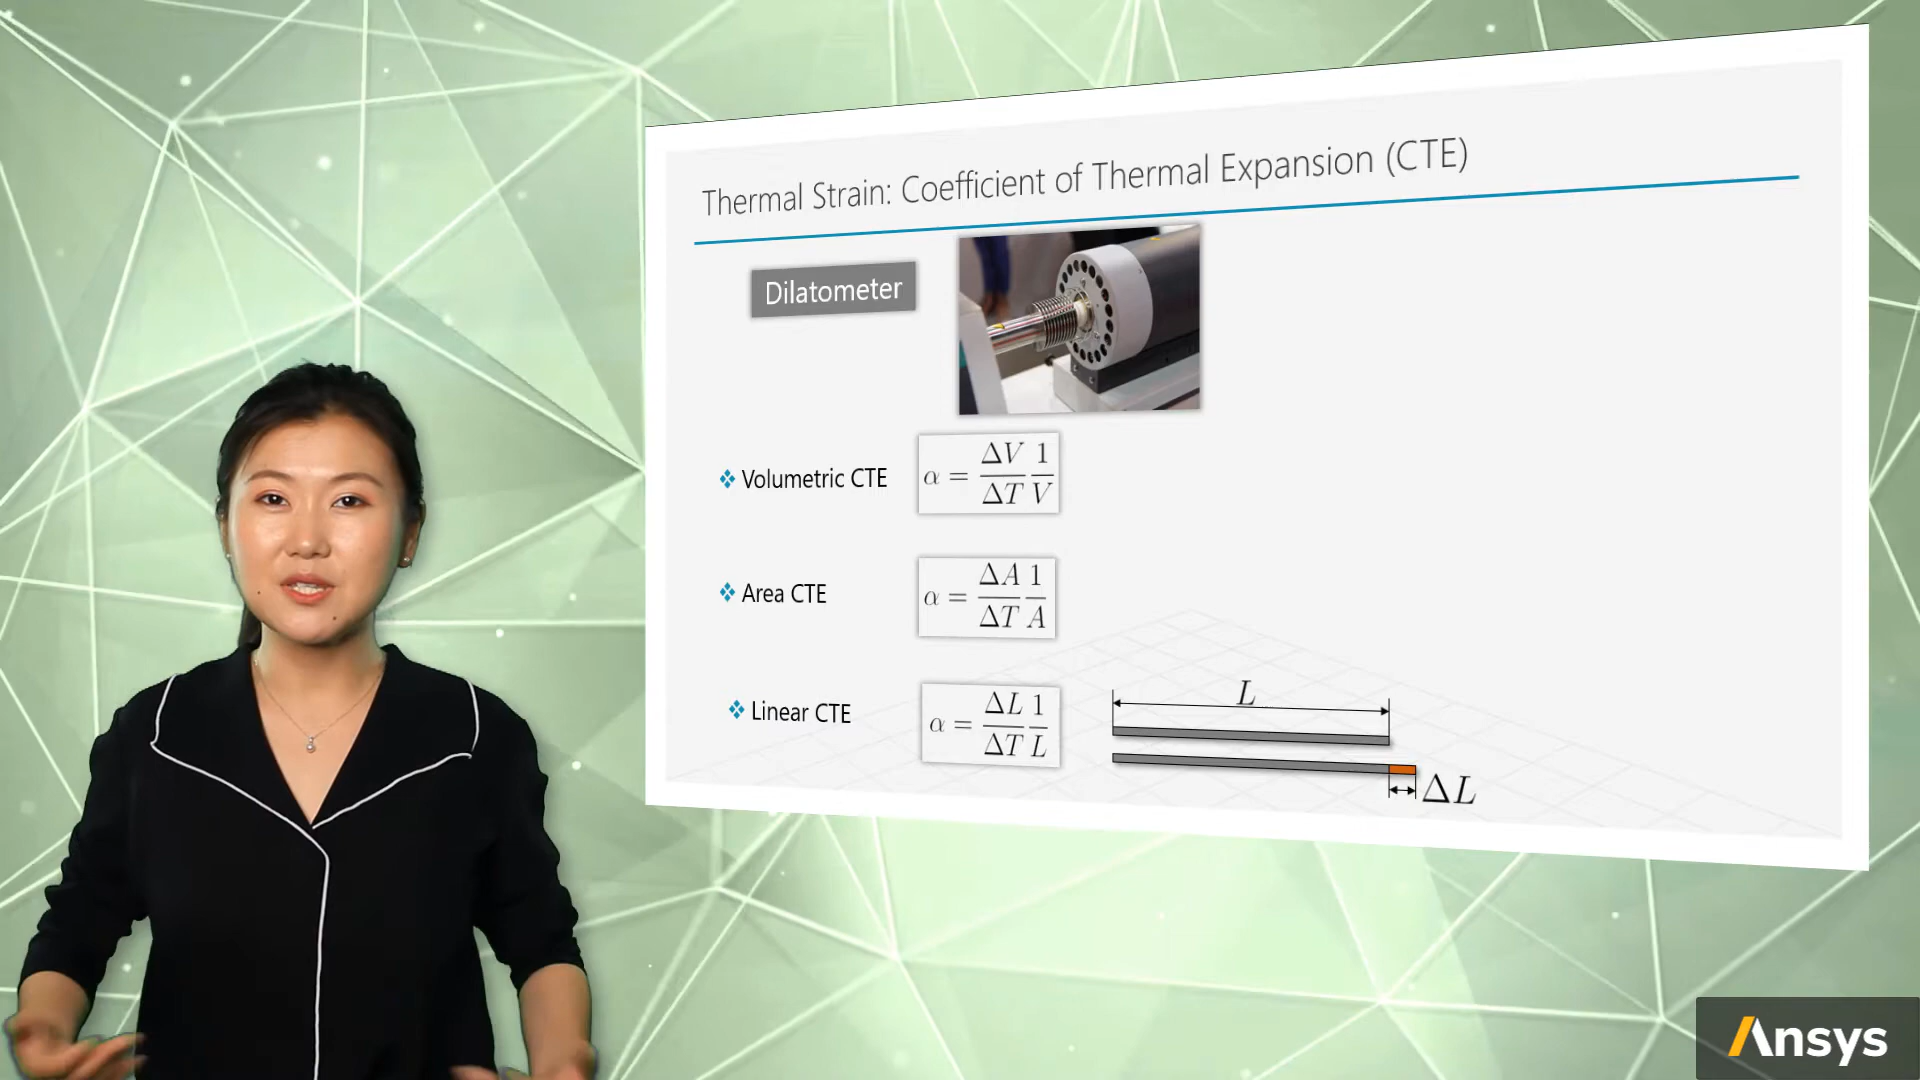 Thermal Strain: Coefficient of Thermal Expansion (CTE)
Dilatometer
❖ Volumetric CTE
α = ΔV/ΔT 1/V
❖ Area CTE
α = ΔA/ΔT 1/A
❖ Linear CTE
α = ΔL/ΔT 1/L
L
ΔL
Ansys